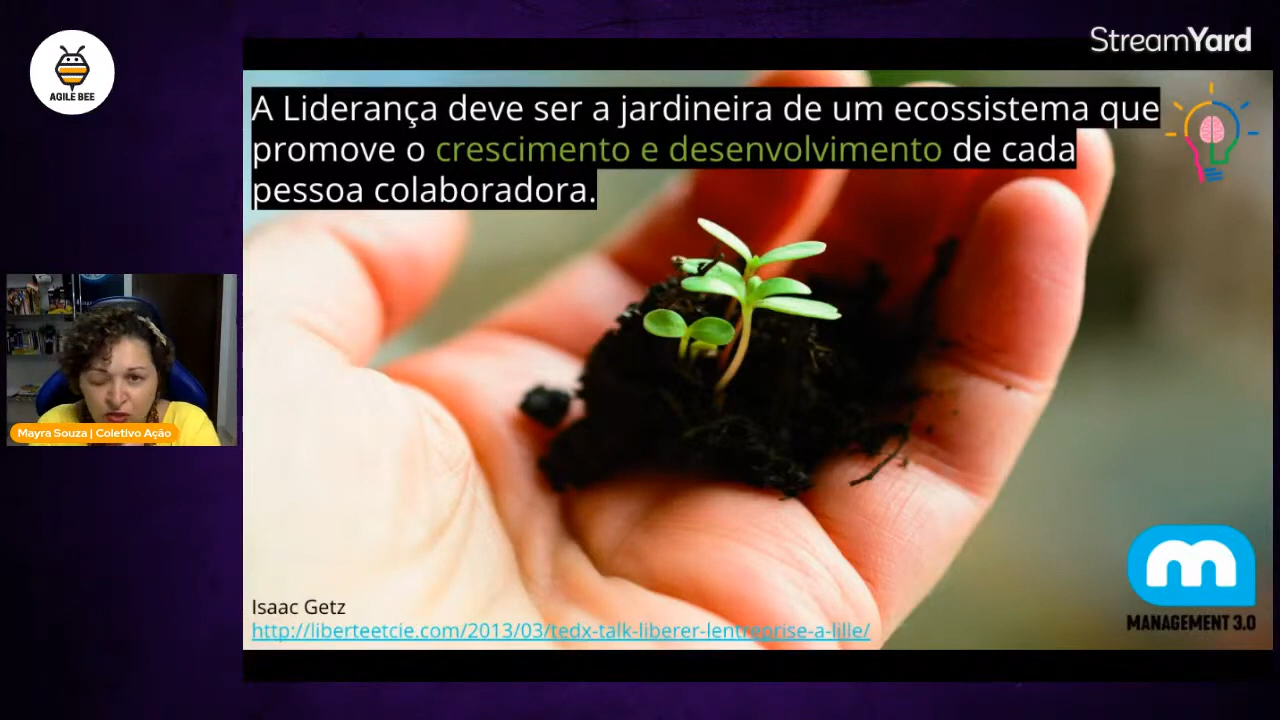 StreamYard
AGILE BEE
A Liderança deve ser a jardineira de um ecossistema que
promove o crescimento e desenvolvimento de cada
pessoa colaboradora.
Mayra Souza | Coletivo Ação
Isaac Getz
http://liberteetcie.com/2013/03/tedx-talk-liberer-lentreprise-a-lille/
m
MANAGEMENT 3.0